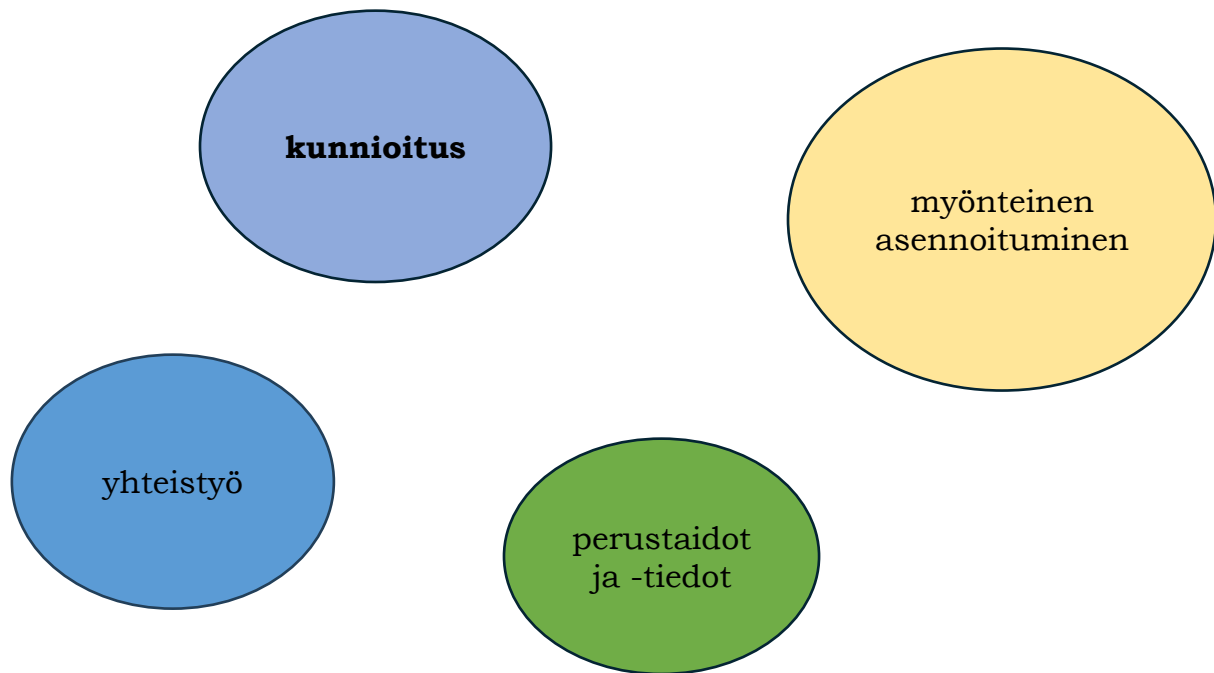 kunnioitus
myönteinen
asennoituminen
yhteistyö
perustaidot
ja -tiedot